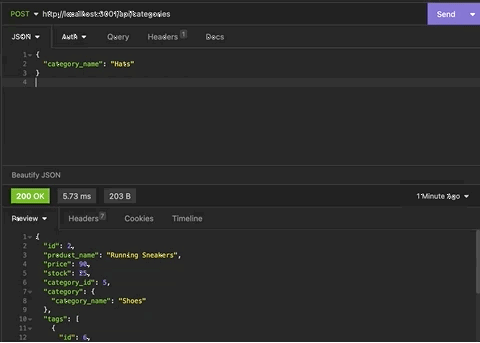 POST http://localhost:3001/api/categories Send
JSON Auth Query Headers 1 Docs
1 {
2 "category_name": "Hats"
3 }
4
Beautify JSON
200 OK 5.73 ms 203 B 1 Minute Ago
Preview Headers 7 Cookies Timeline
1 {
2 "id": 2,
3 "product_name": "Running Sneakers",
4 "price": 90,
5 "stock": 25,
6 "category_id": 5,
7 "category": {
8 "category_name": "Shoes"
9 },
10 "tags": [
11 {
12 "id": 6,